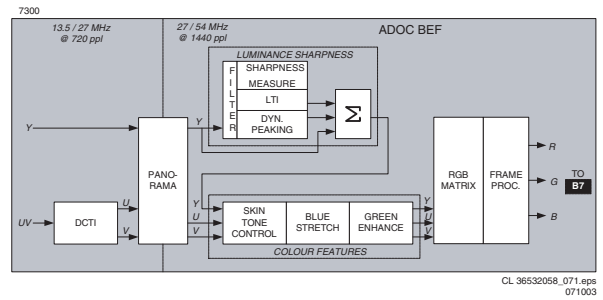 7300
13.5 / 27 MHz
@ 720 ppl
27 / 54 MHz
@ 1440 ppl
ADOC BEF
LUMINANCE SHARPNESS
FILTER
SHARPNESS
MEASURE
LTI
DYN.
PEAKING
Σ
Y
Y
PANO-
RAMA
UV
DCTI
U
V
Y
U
V
SKIN
TONE
CONTROL
BLUE
STRETCH
GREEN
ENHANCE
COLOUR FEATURES
Y
U
V
RGB
MATRIX
FRAME
PROC.
R
G
B
TO
B7
CL 36532058_071.eps
071003